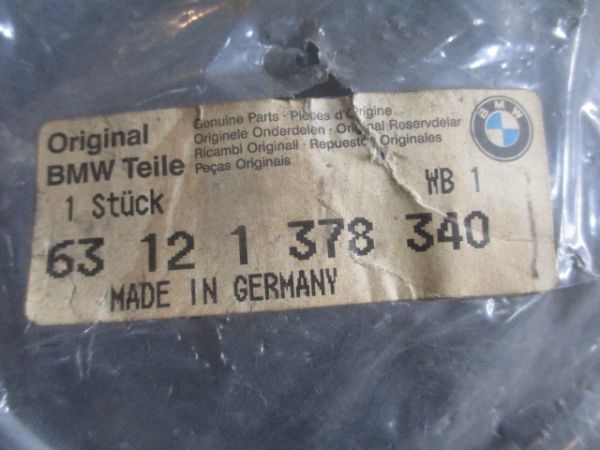 Original
BMW Teile
Genuine Parts · Pièces d'Origine
Originele Onderdelen · Original Reservdelar
Ricambi Originali · Repuestos Originales
Peças Originais
BMW
1 Stück
WB 1
63 12 1 378 340
MADE IN GERMANY